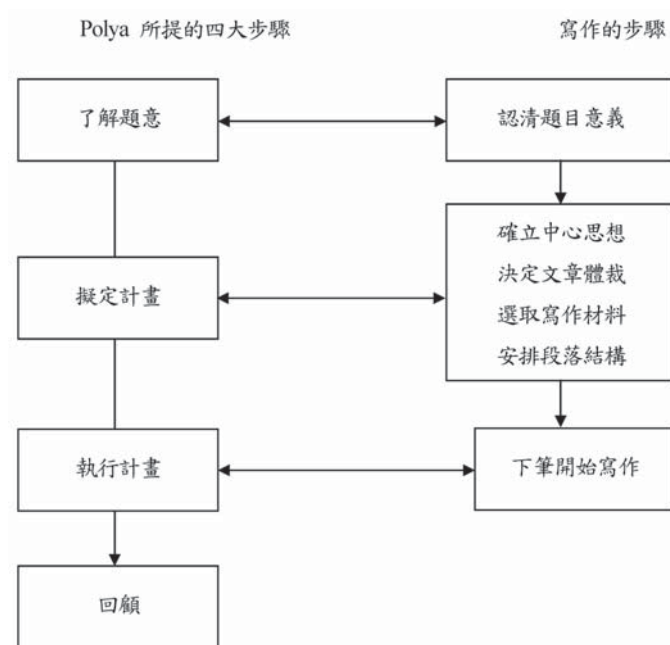 Polya 所提的四大步驟
寫作的步驟
了解題意
認清題目意義
確立中心思想
決定文章體裁
選取寫作材料
安排段落結構
擬定計畫
執行計畫
下筆開始寫作
回顧